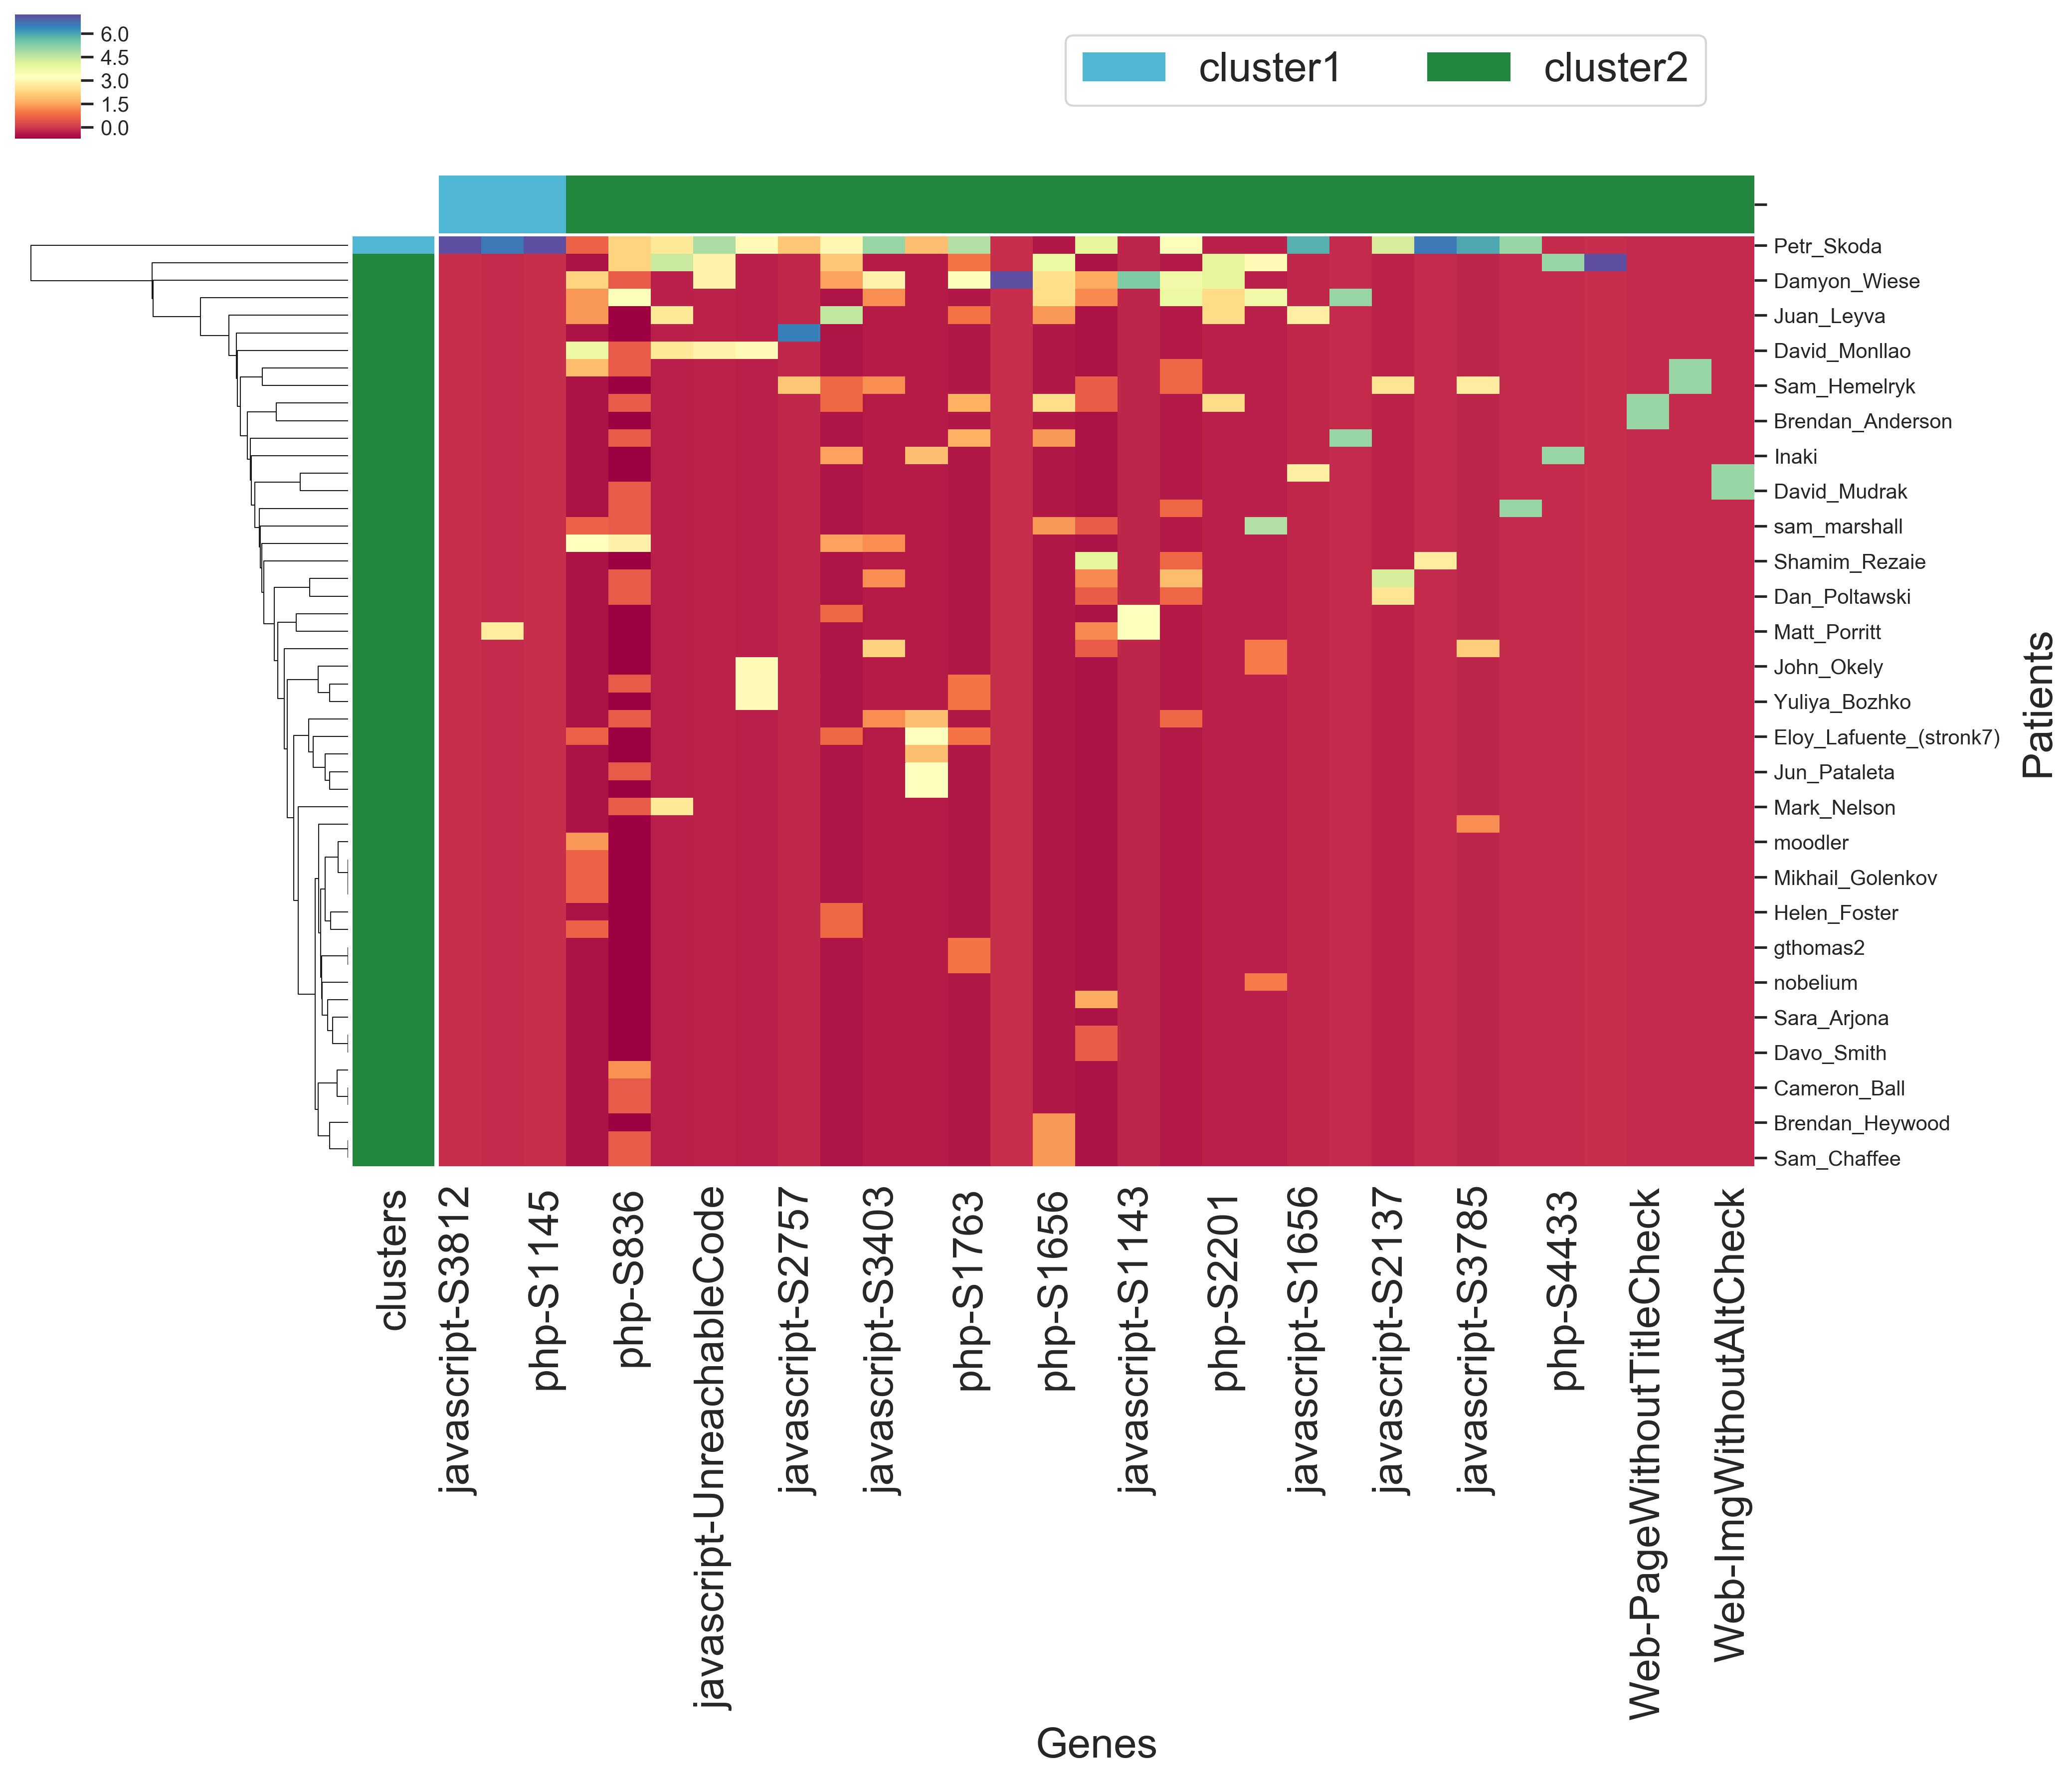 6.0
4.5
3.0
1.5
0.0
cluster1
cluster2
Petr_Skoda
Damyon_Wiese
Juan_Leyva
David_Monllao
Sam_Hemelryk
Brendan_Anderson
Inaki
David_Mudrak
sam_marshall
Shamim_Rezaie
Dan_Poltawski
Matt_Porritt
John_Okely
Yuliya_Bozhko
Eloy_Lafuente_(stronk7)
Jun_Pataleta
Mark_Nelson
moodler
Mikhail_Golenkov
Helen_Foster
gthomas2
nobelium
Sara_Arjona
Davo_Smith
Cameron_Ball
Brendan_Heywood
Sam_Chaffee
Patients
clusters
javascript-S3812
php-S1145
php-S836
javascript-UnreachableCode
javascript-S2757
javascript-S3403
php-S1763
php-S1656
javascript-S1143
php-S2201
javascript-S1656
javascript-S2137
javascript-S3785
php-S4433
Web-PageWithoutTitleCheck
Web-ImgWithoutAltCheck
Genes